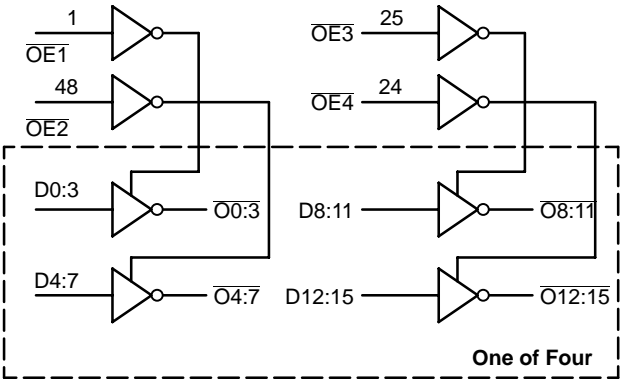 1
OE1
48
OE2
25
OE3
24
OE4
D0:3
O0:3
D4:7
O4:7
D8:11
O8:11
D12:15
O12:15
One of Four